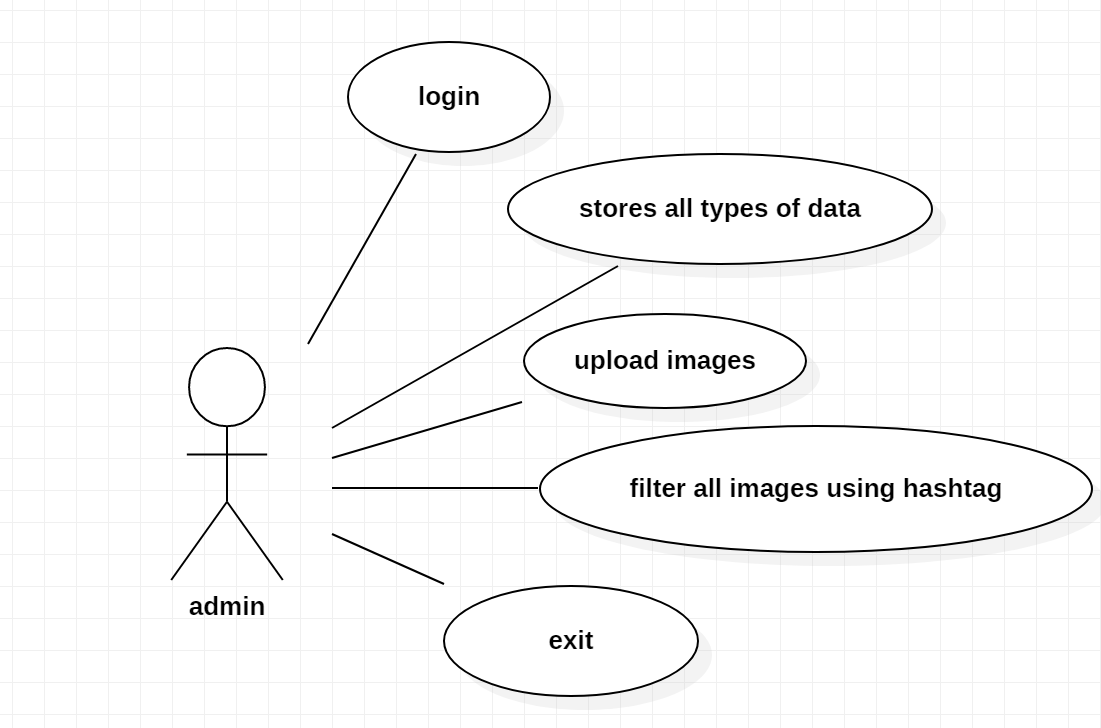 login
stores all types of data
upload images
filter all images using hashtag
admin
exit